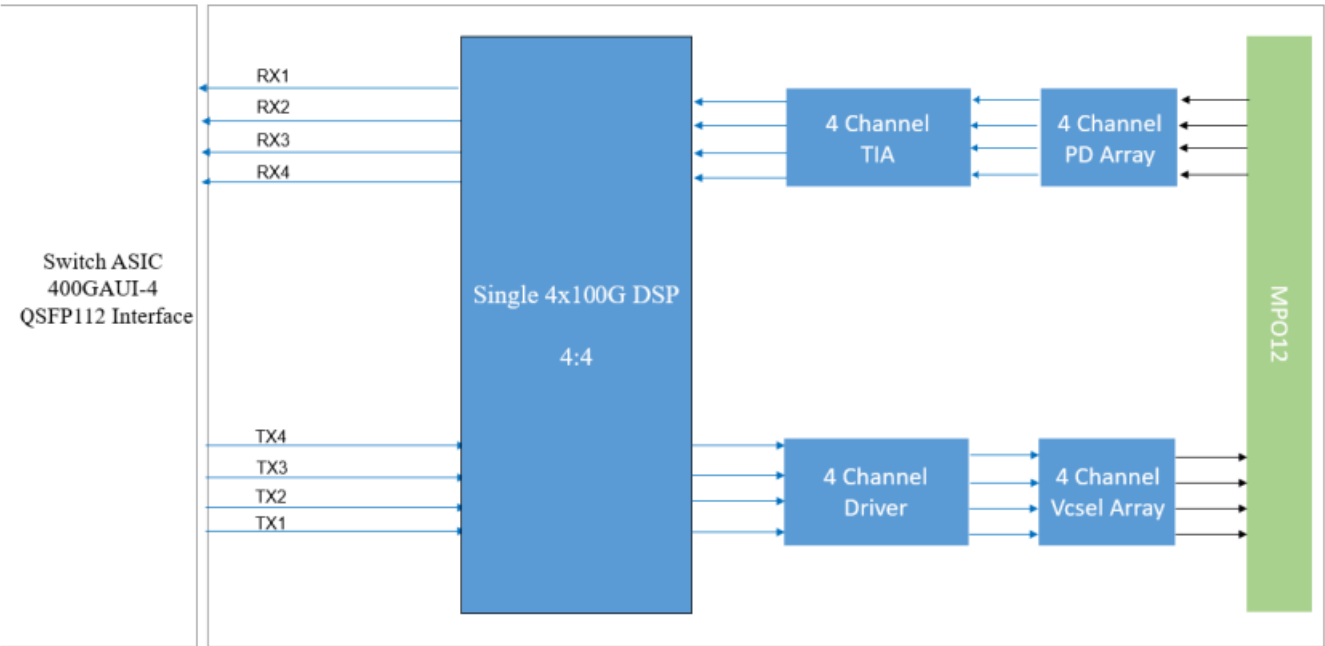 RX1
RX2
RX3
RX4
4 Channel
TIA
4 Channel
PD Array
Switch ASIC
400GAUI-4
QSFP112 Interface
Single 4x100G DSP
4:4
MPO12
TX4
TX3
TX2
TX1
4 Channel
Driver
4 Channel
Vcsel Array